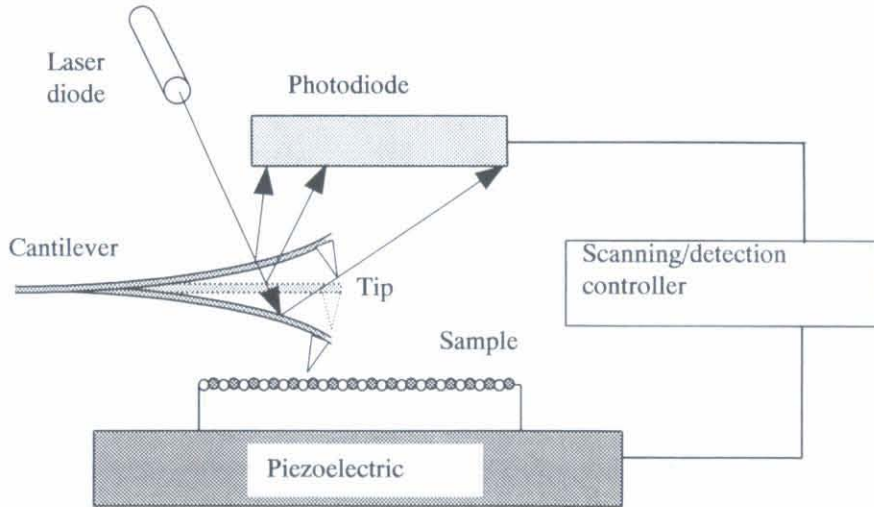 Laser
diode
Photodiode
Cantilever
Tip
Scanning/detection
controller
Sample
Piezoelectric